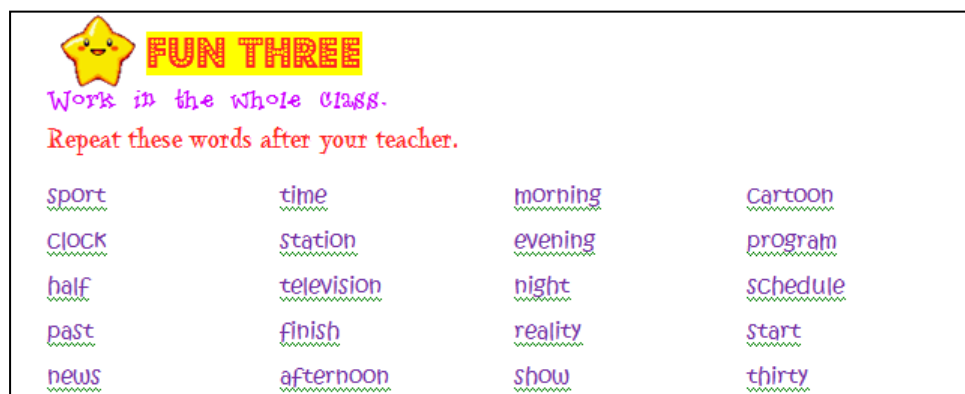 FUN THREE
Work in the whole class.
Repeat these words after your teacher.
sport time morning cartoon
clock station evening program
half television night schedule
past finish reality start
news afternoon show thirty